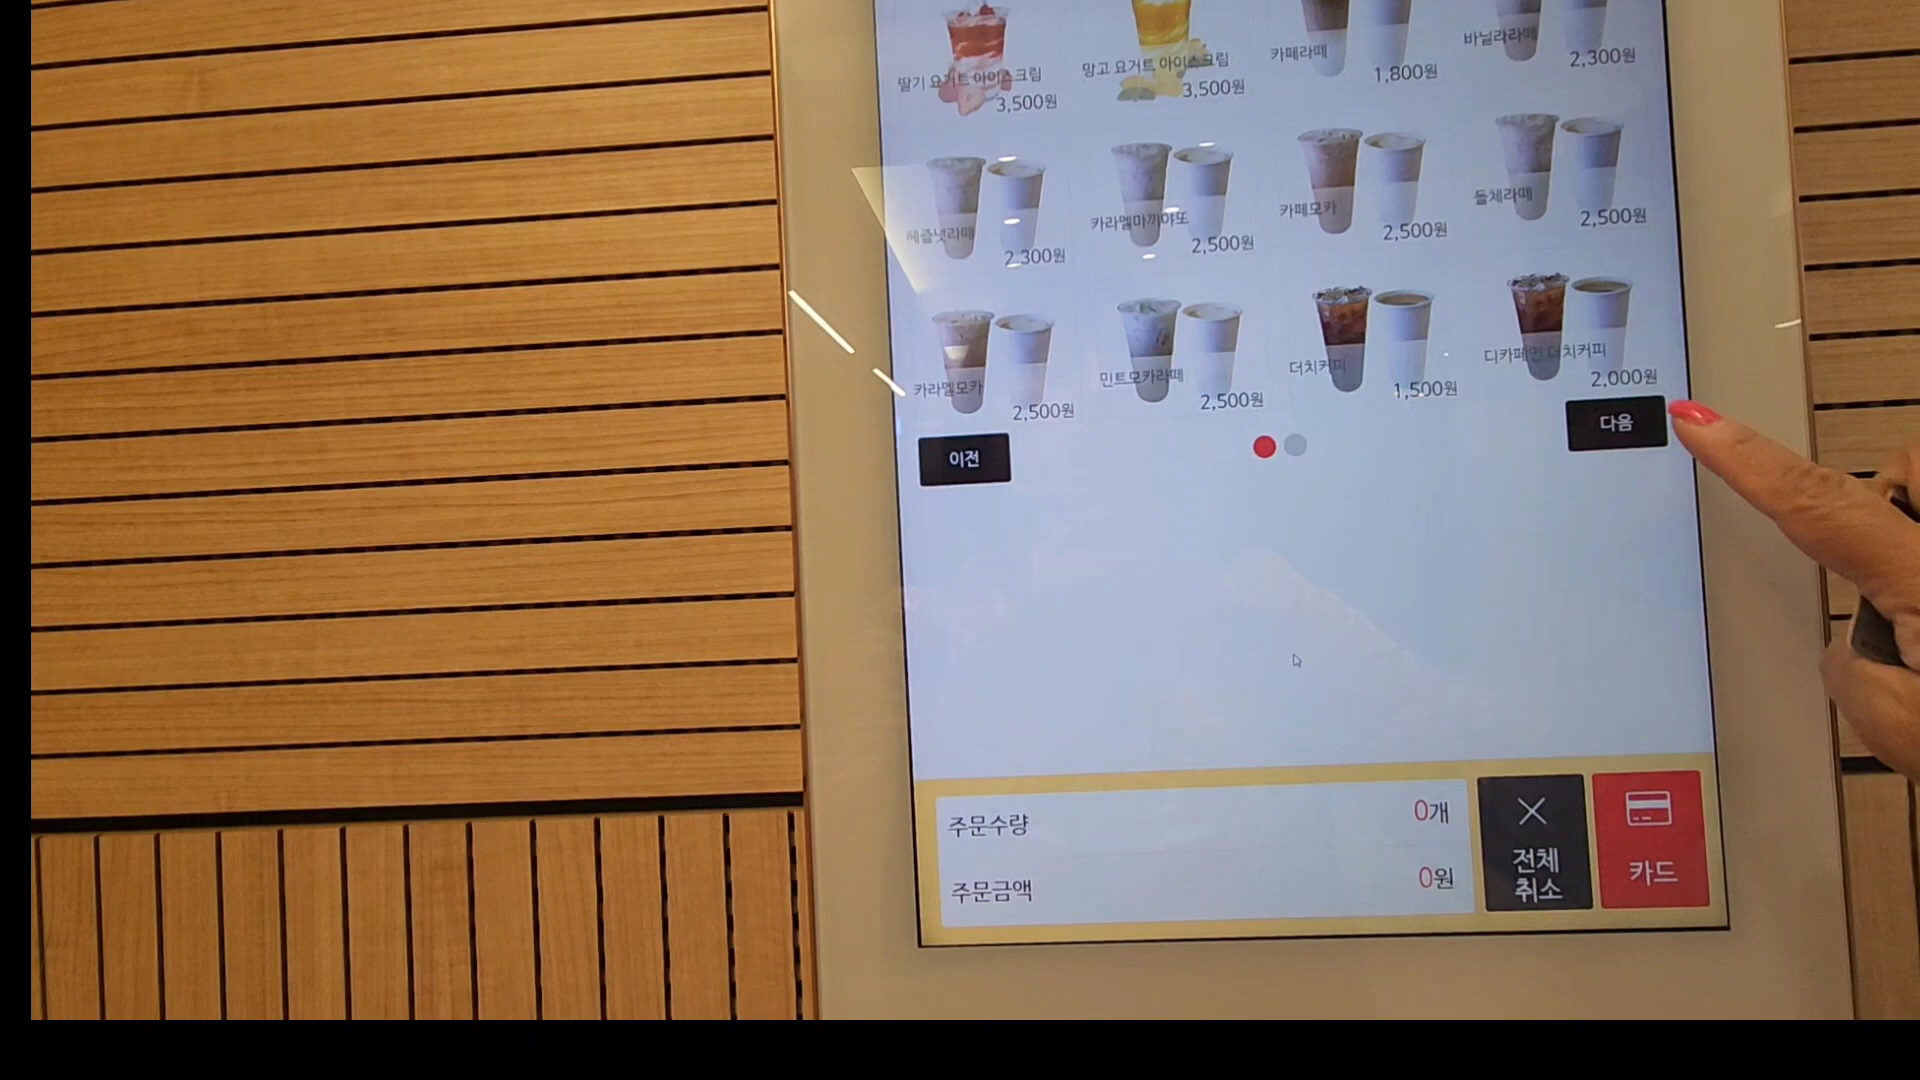 딸기 요거트 아이스크림
3,500원
망고 요거트 아이스크림
3,500원
카페라떼
1,800원
바닐라라떼
2,300원
헤즐넛라떼
2,300원
카라멜마끼야또
2,500원
카페모카
2,500원
돌체라떼
2,500원
카라멜모카
2,500원
민트모카라떼
2,500원
더치커피
1,500원
디카페인 더치커피
2,000원
이전
다음
주문수량
0개
주문금액
0원
전체
취소
카드